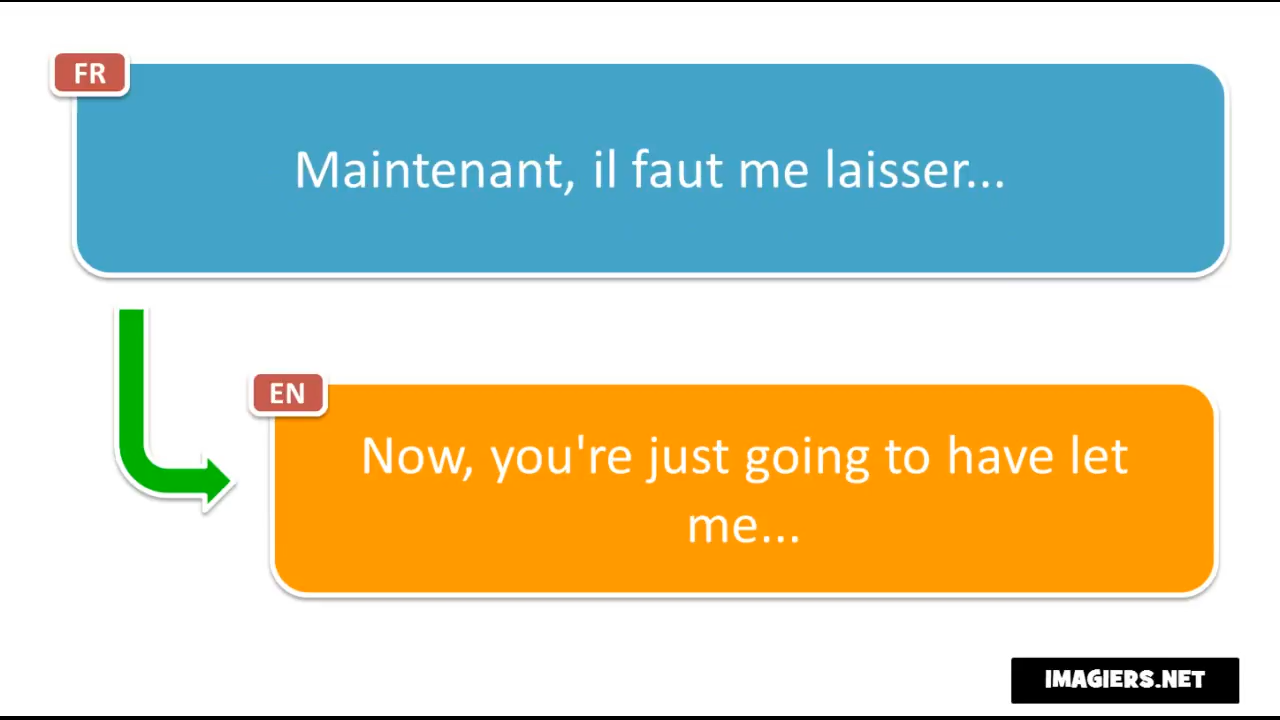 FR
Maintenant, il faut me laisser...
EN
Now, you're just going to have let
me...
IMAGIERS.NET